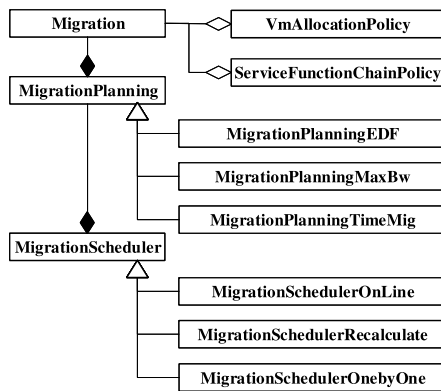 Migration
VmAllocationPolicy
ServiceFunctionChainPolicy
MigrationPlanning
MigrationPlanningEDF
MigrationPlanningMaxBw
MigrationPlanningTimeMig
MigrationScheduler
MigrationSchedulerOnLine
MigrationSchedulerRecalculate
MigrationSchedulerOnebyOne